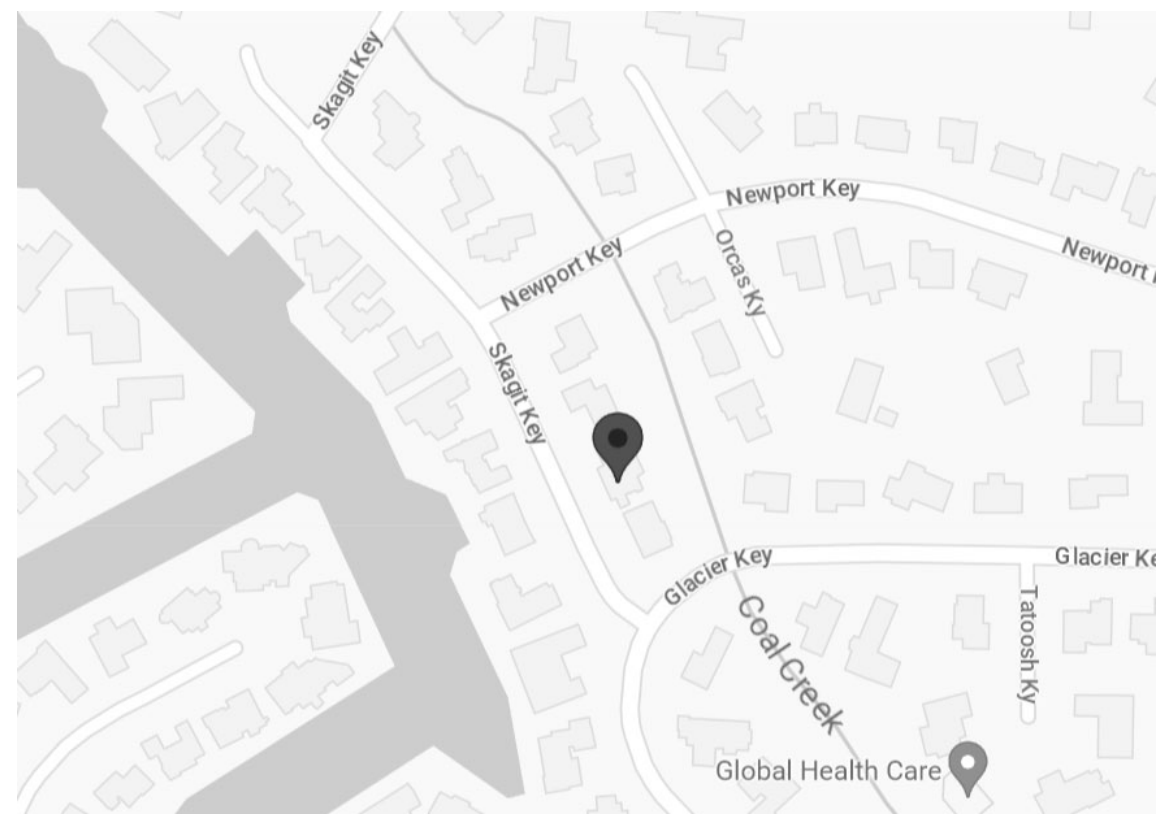 Skagit Key
Newport Key
Newport Key
Orcas Ky
Newport
Skagit Key
Glacier Key
Glacier Ke
Coal Creek
Tatoosh Ky
Global Health Care